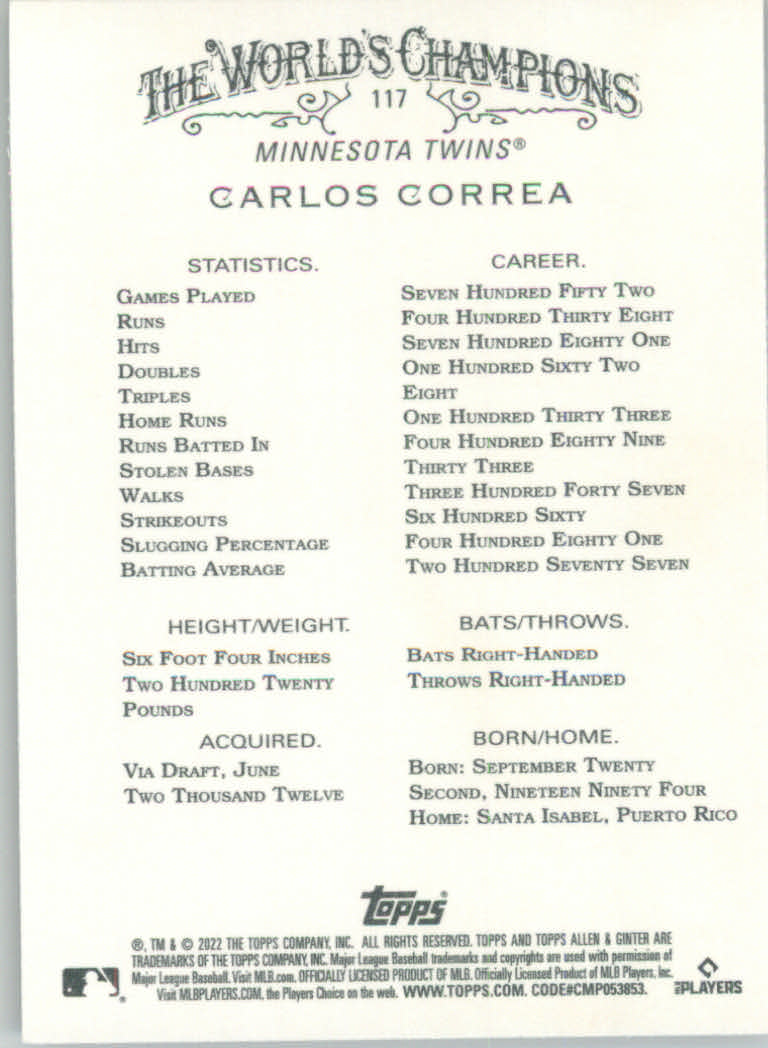 THE WORLD'S CHAMPIONS
117
MINNESOTA TWINS®
CARLOS CORREA
STATISTICS. CAREER.
GAMES PLAYED SEVEN HUNDRED FIFTY TWO
RUNS FOUR HUNDRED THIRTY EIGHT
HITS SEVEN HUNDRED EIGHTY ONE
DOUBLES ONE HUNDRED SIXTY TWO
TRIPLES EIGHT
HOME RUNS ONE HUNDRED THIRTY THREE
RUNS BATTED IN FOUR HUNDRED EIGHTY NINE
STOLEN BASES THIRTY THREE
WALKS THREE HUNDRED FORTY SEVEN
STRIKEOUTS SIX HUNDRED SIXTY
SLUGGING PERCENTAGE FOUR HUNDRED EIGHTY ONE
BATTING AVERAGE TWO HUNDRED SEVENTY SEVEN
HEIGHT/WEIGHT.
SIX FOOT FOUR INCHES
TWO HUNDRED TWENTY
POUNDS
BATS/THROWS.
BATS RIGHT-HANDED
THROWS RIGHT-HANDED
ACQUIRED.
VIA DRAFT, JUNE
TWO THOUSAND TWELVE
BORN/HOME.
BORN: SEPTEMBER TWENTY
SECOND, NINETEEN NINETY FOUR
HOME: SANTA ISABEL, PUERTO RICO
Topps®
®, TM & © 2022 THE TOPPS COMPANY, INC. ALL RIGHTS RESERVED. TOPPS AND TOPPS ALLEN & GINTER ARE
TRADEMARKS OF THE TOPPS COMPANY, INC. Major League Baseball trademarks and copyrights are used with permission of
Major League Baseball. Visit MLB.com. OFFICIALLY LICENSED PRODUCT OF MLB. Officially Licensed Product of MLB Players, Inc.
Visit MLBPLAYERS.COM, the Players Choice on the web. WWW.TOPPS.COM. CODE#CMP053853.
MLB PLAYERS